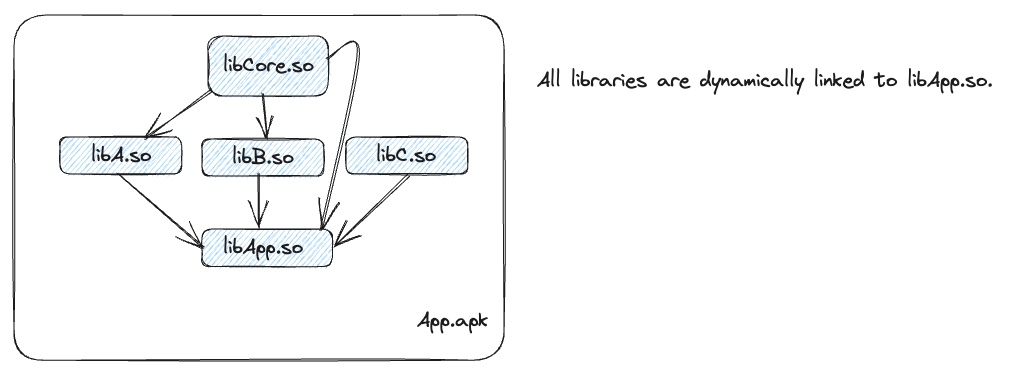 libCore.so
All libraries are dynamically linked to libApp.so.
libA.so
libB.so
libC.so
libApp.so
App.apk